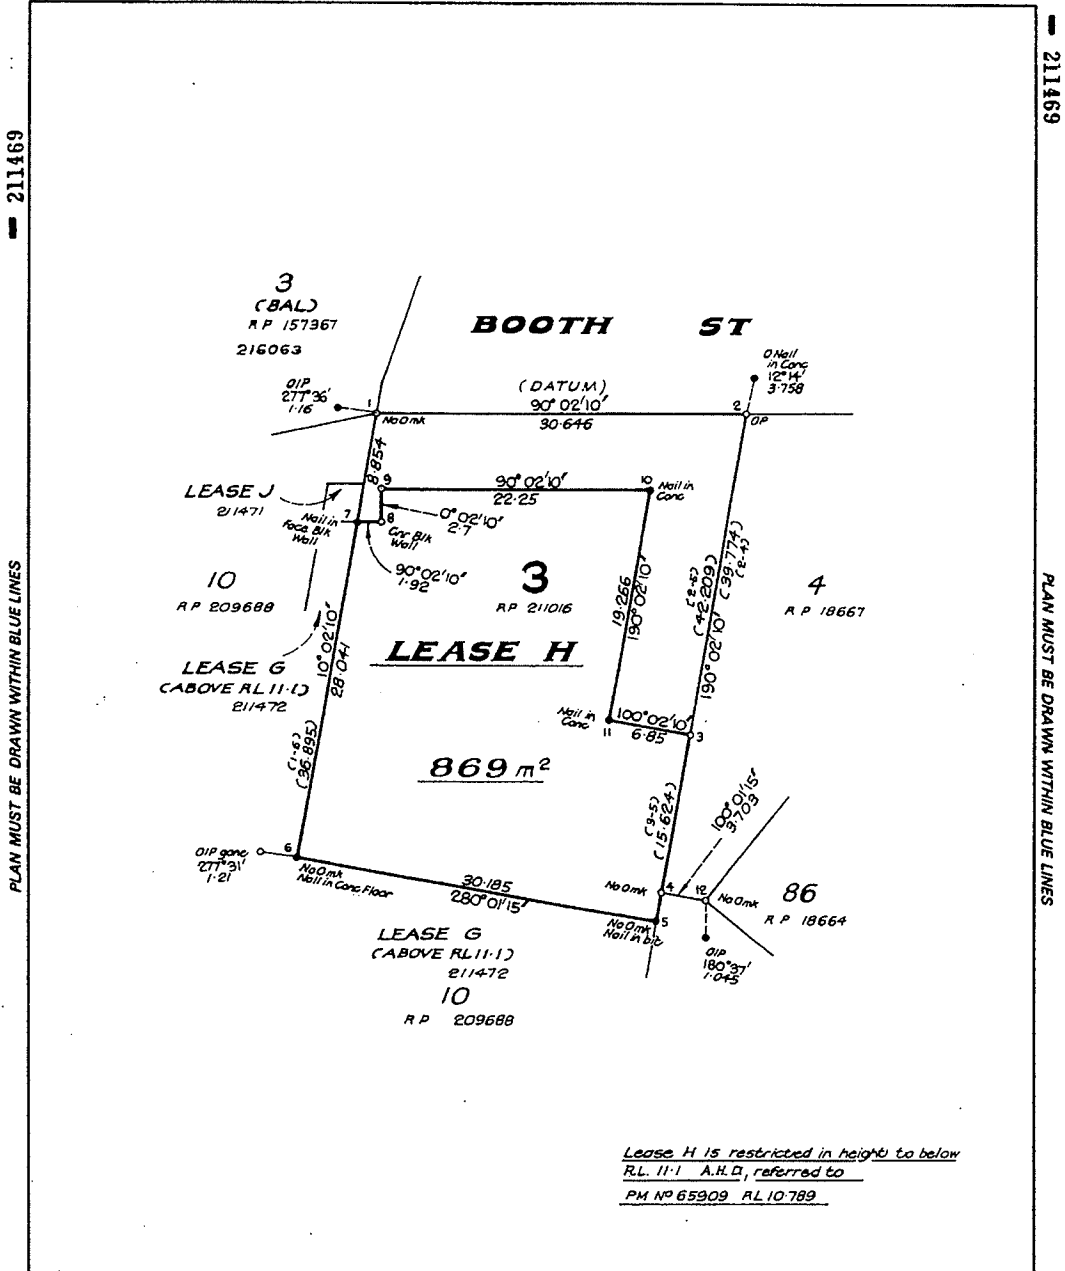 211469
211469
PLAN MUST BE DRAWN WITHIN BLUE LINES
PLAN MUST BE DRAWN WITHIN BLUE LINES
3
(BAL)
RP 157367
216063
BOOTH ST
O Nail
in Conc
12°14'
3·758
OIP
277°36'
1·16
(DATUM)
90°02'10"
30·646
1
No O mk
2
OP
8·854
9
90°02'10"
22·25
10
Nail in
Conc
LEASE J
211471
7
Nail in
Face Blk
Wall
8
Cnr Blk
Wall
0°02'10"
2·7
90°02'10"
1·92
3
RP 211016
10
RP 209688
19·266
190°02'10"
(2-5)
(42·209)
(39·774)
(2-4)
190°02'10"
4
RP 18667
LEASE H
LEASE G
(ABOVE RL 11·1)
211472
10°02'10"
28·041
(1-6)
(36·895)
Nail in
Conc
11
100°02'10"
6·85
3
869 m²
(3-5)
(15·624)
100°01'15"
3·703
OIP gone
277°31'
1·21
6
No O mk
Nail in Conc Floor
30·185
280°01'15"
No O mk
4
12
No O mk
86
RP 18664
5
No O mk
Nail in bit
OIP
180°37'
1·045
LEASE G
(ABOVE RL 11·1)
211472
10
RP 209688
Lease H is restricted in height to below
RL. 11·1 A.H.D, referred to
PM Nº 65909 RL 10·789